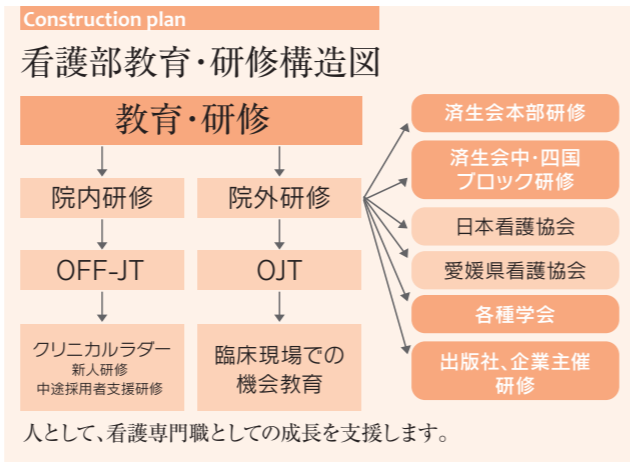 Construction plan
看護部教育・研修構造図
教育・研修
院内研修
院外研修
OFF-JT
OJT
クリニカルラダー
新人研修
中途採用者支援研修
臨床現場での
機会教育
済生会本部研修
済生会中・四国
ブロック研修
日本看護協会
愛媛県看護協会
各種学会
出版社、企業主催
研修
人として、看護専門職としての成長を支援します。